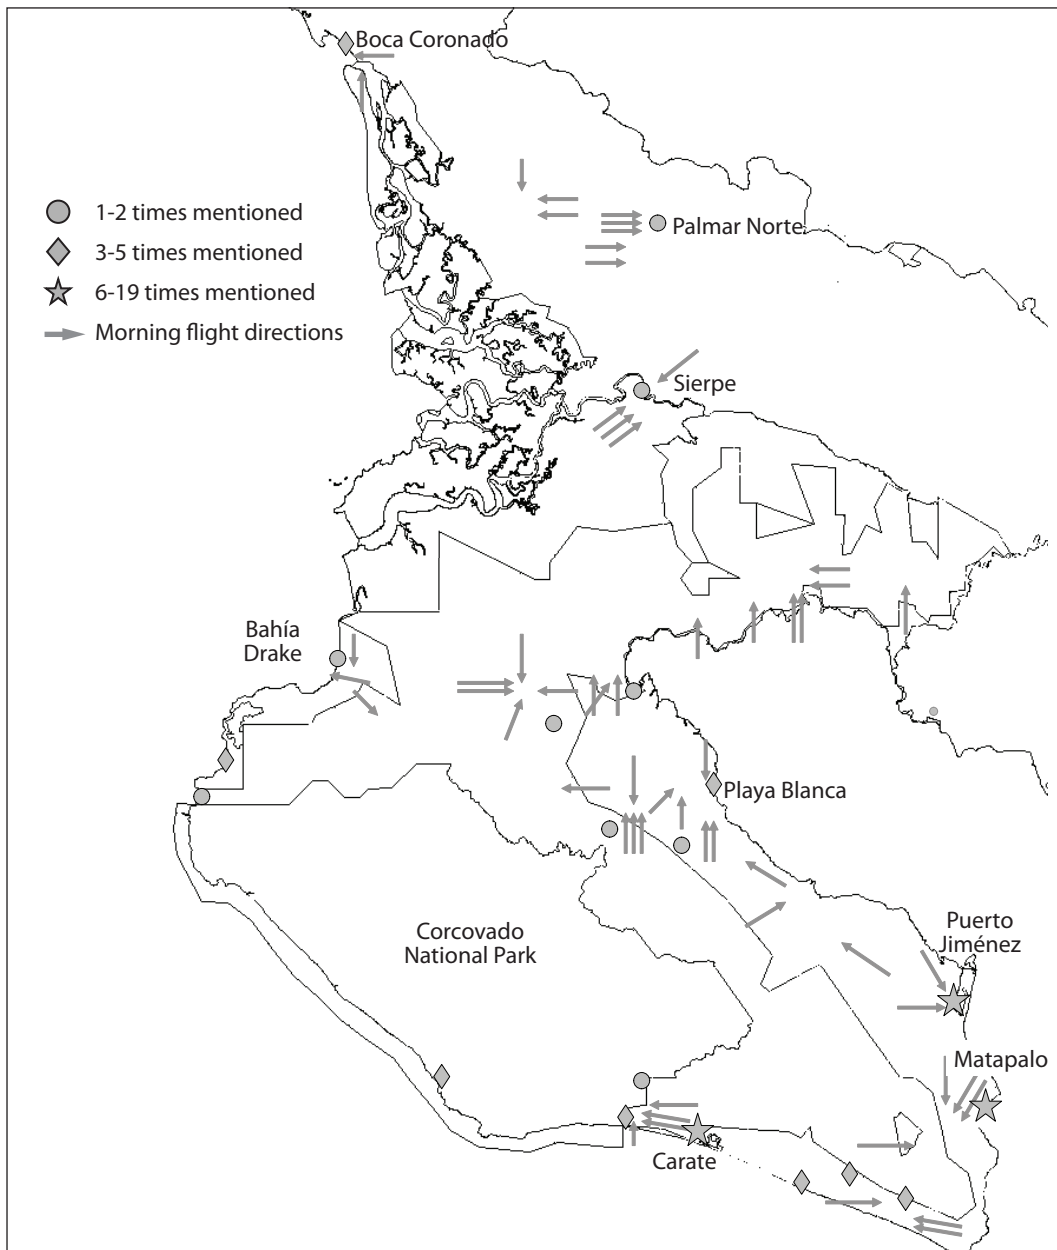 Boca Coronado
1-2 times mentioned
3-5 times mentioned
6-19 times mentioned
Morning flight directions
Palmar Norte
Sierpe
Bahía
Drake
Playa Blanca
Corcovado
National Park
Puerto
Jiménez
Matapalo
Carate